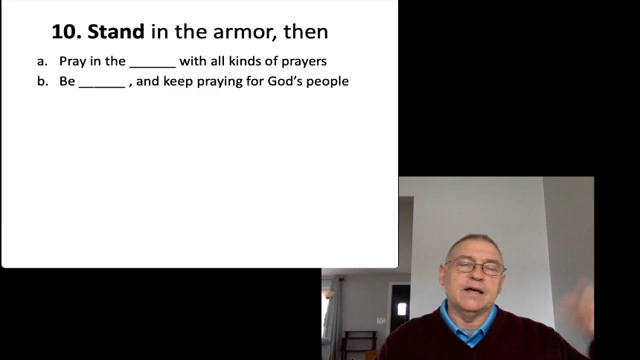 10. Stand in the armor, then
a. Pray in the ______ with all kinds of prayers
b. Be ______ , and keep praying for God's people